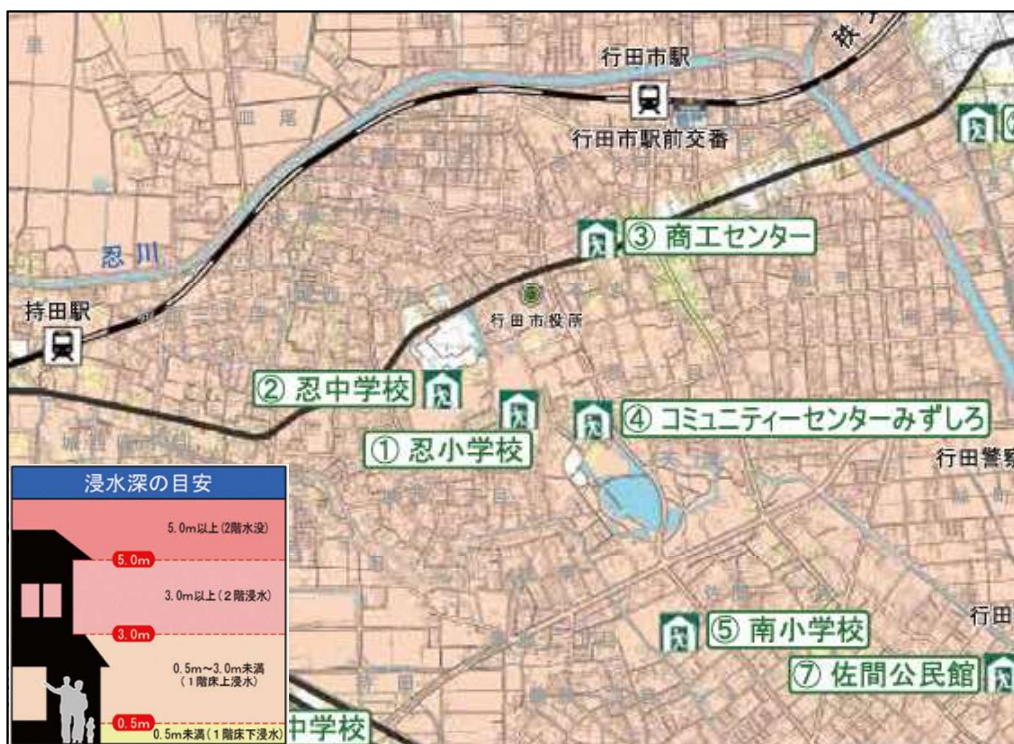 秩
行田市駅
皿尾
行田市駅前交番
③ 商工センター
忍川
持田駅
行田市役所
② 忍中学校
① 忍小学校
④ コミュニティーセンターみずしろ
行田警察
浸水深の目安
5.0m以上(2階水没)
5.0m
3.0m以上(2階浸水)
3.0m
0.5m~3.0m未満
(1階床上浸水)
0.5m
0.5m未満(1階床下浸水)
中学校
⑤ 南小学校
行田
⑦ 佐間公民館